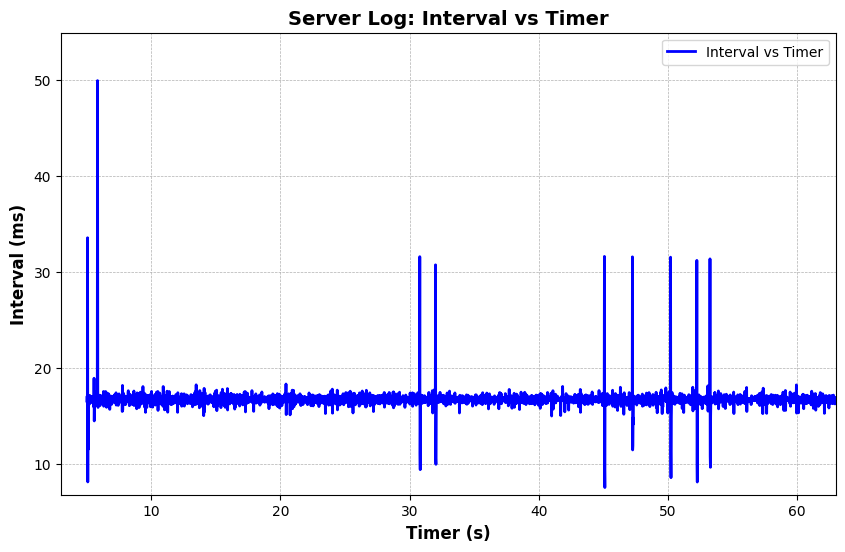 Server Log: Interval vs Timer
Interval vs Timer
50
40
30
20
10
Interval (ms)
10 20 30 40 50 60
Timer (s)